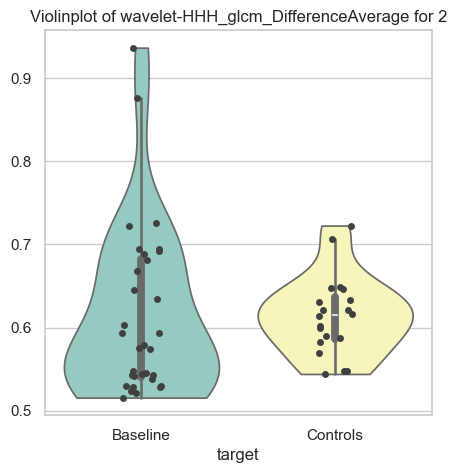 Violinplot of wavelet-HHH_glcm_DifferenceAverage for 2
0.9
0.8
0.7
0.6
0.5
Baseline Controls
target